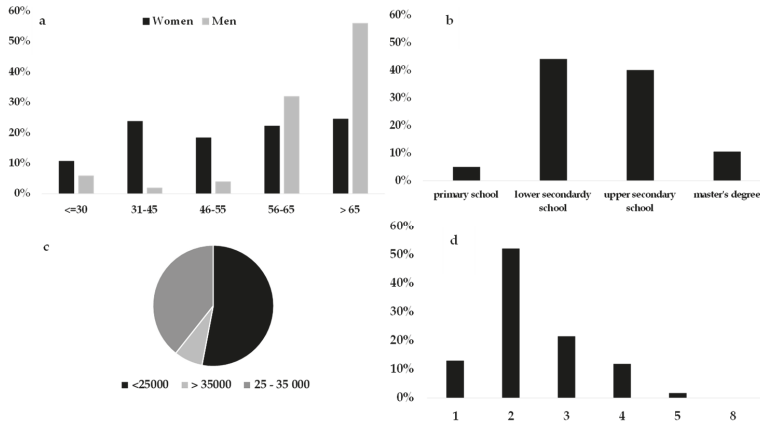 a
Women Men
60%
50%
40%
30%
20%
10%
0%
<=30 31-45 46-55 56-65 > 65
b
60%
50%
40%
30%
20%
10%
0%
primary school lower secondardy upper secondary master's degree
school school
c
<25000 > 35000 25 - 35 000
d
60%
50%
40%
30%
20%
10%
0%
1 2 3 4 5 8